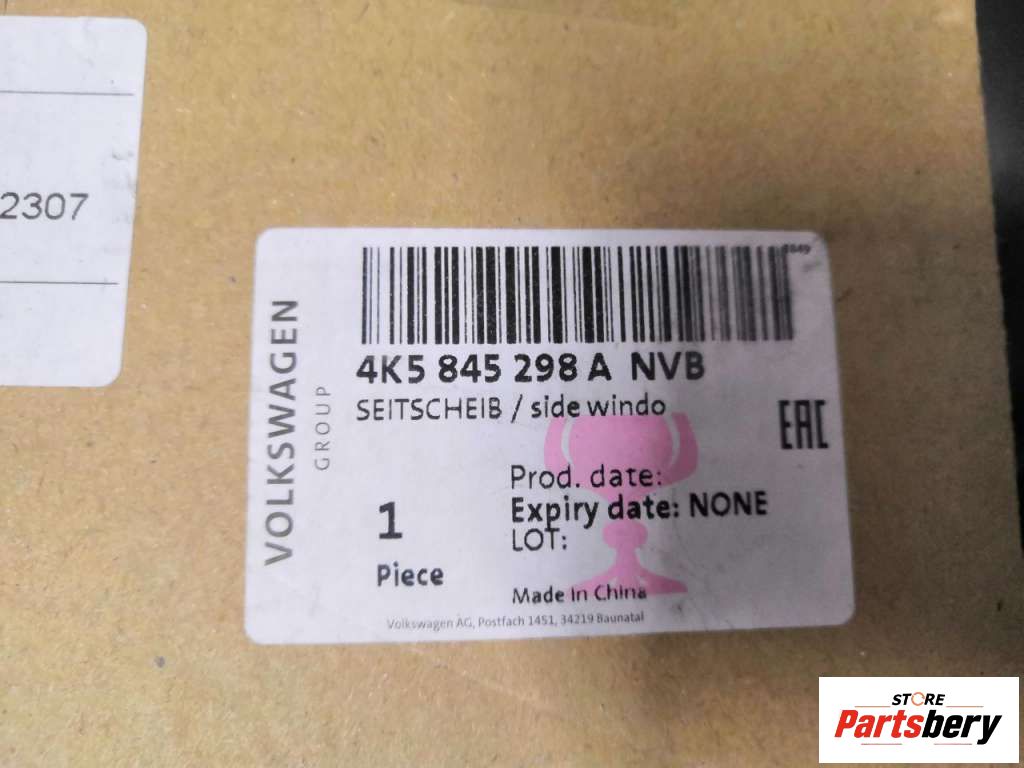 2307
8849
VOLKSWAGEN
GROUP
4K5 845 298 A NVB
SEITSCHEIB / side windo
EAC
Prod. date:
Expiry date: NONE
LOT:
1
Piece
Made in China
Volkswagen AG, Postfach 1451, 34219 Baunatal
STORE
Partsbery